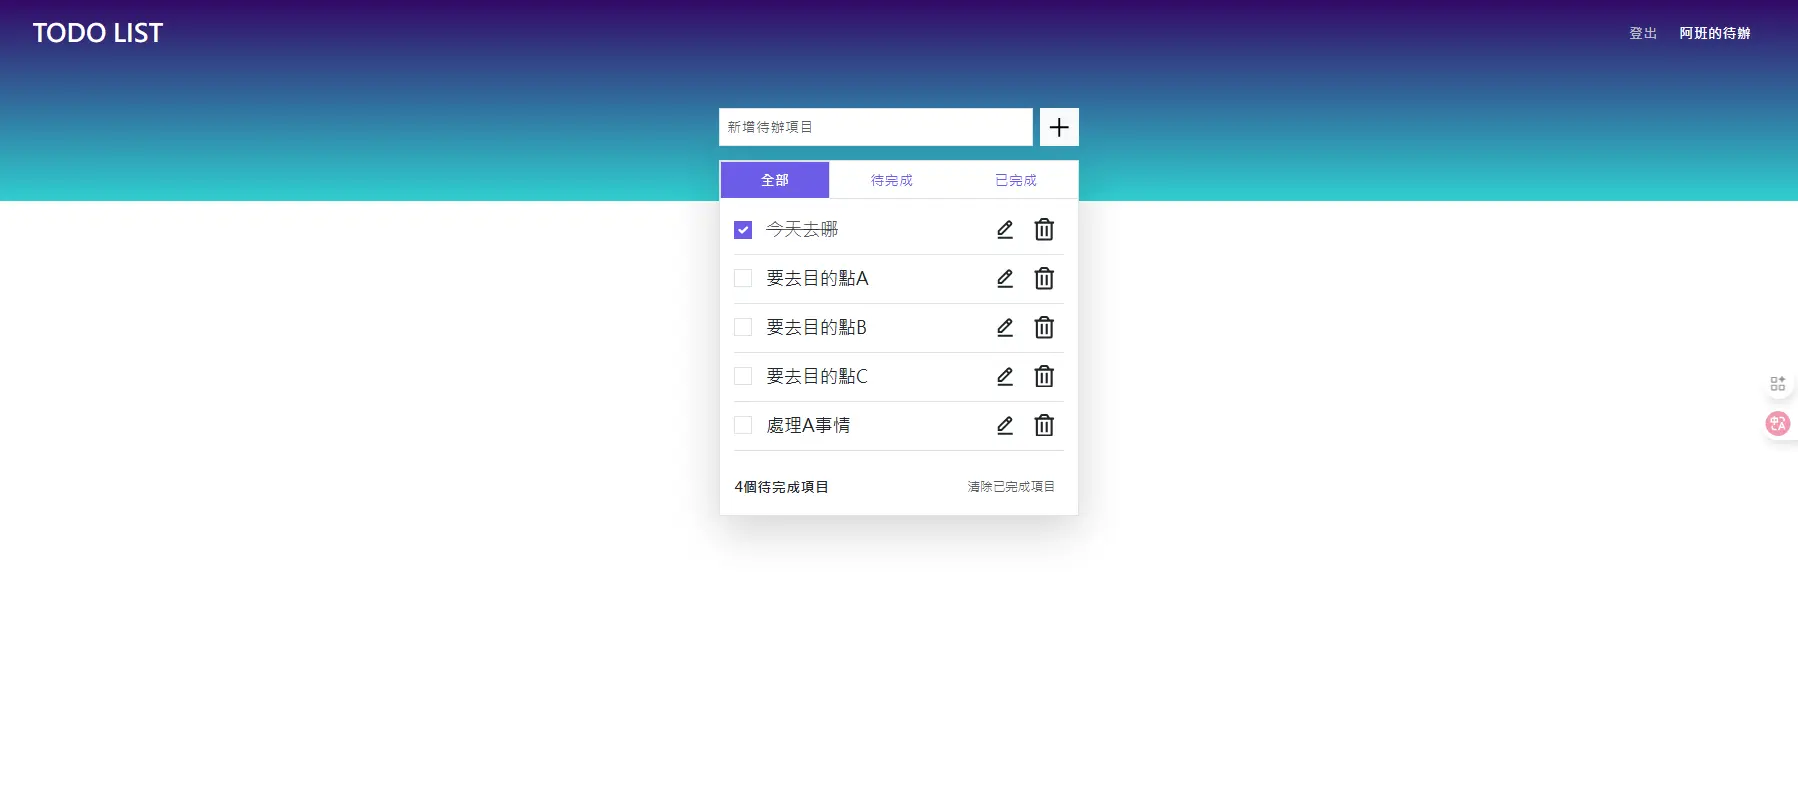 TODO LIST
登出 阿班的待辦
新增待辦項目
全部 待完成 已完成
今天去哪
要去目的點A
要去目的點B
要去目的點C
處理A事情
4個待完成項目 清除已完成項目